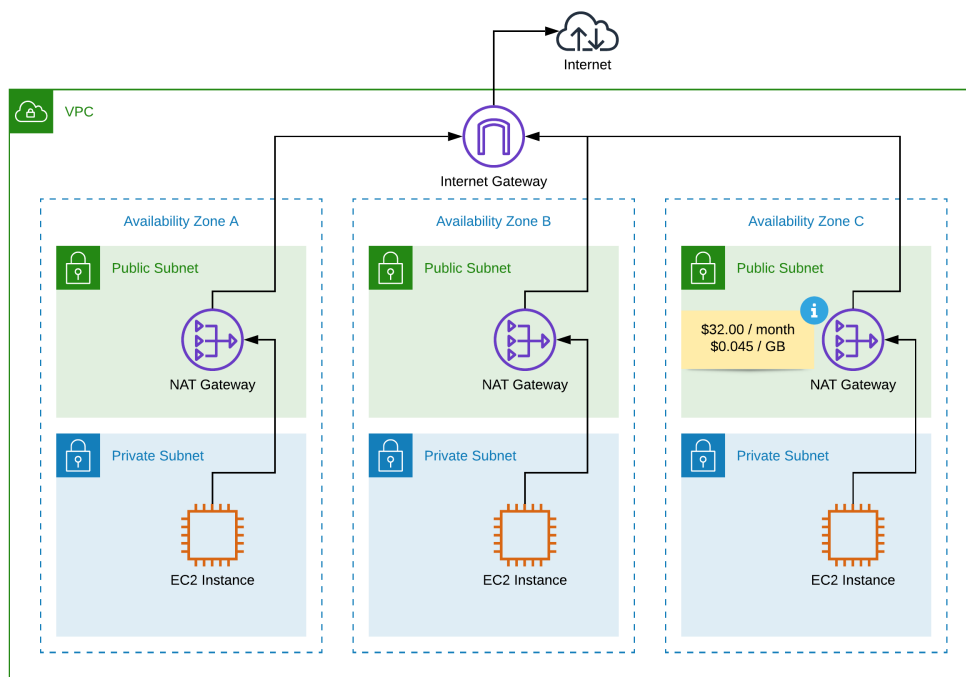 Internet
VPC
Internet Gateway
Availability Zone A
Availability Zone B
Availability Zone C
Public Subnet
Public Subnet
Public Subnet
$32.00 / month
$0.045 / GB
NAT Gateway
NAT Gateway
NAT Gateway
Private Subnet
Private Subnet
Private Subnet
EC2 Instance
EC2 Instance
EC2 Instance